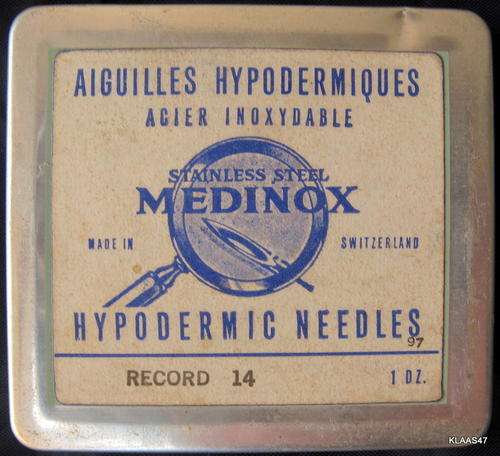 AIGUILLES HYPODERMIQUES
ACIER INOXYDABLE
STAINLESS STEEL
MEDINOX
MADE IN SWITZERLAND
HYPODERMIC NEEDLES
97
RECORD 14 1 DZ.
KLAAS47